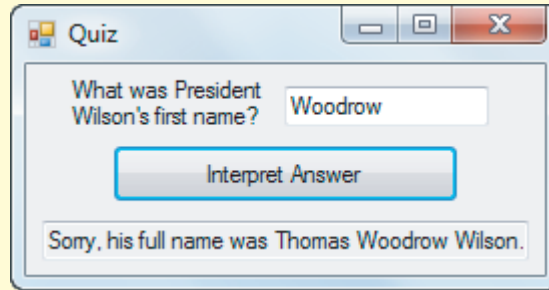 Quiz
What was President
Wilson's first name?
Woodrow
Interpret Answer
Sorry, his full name was Thomas Woodrow Wilson.